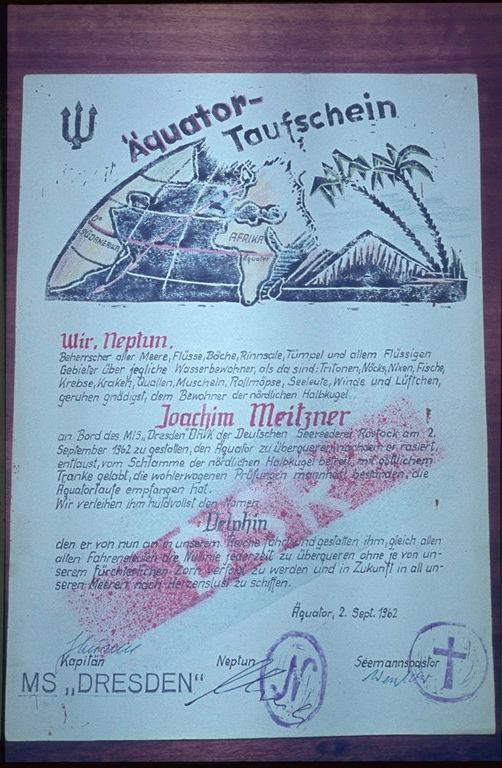 Äquator-
Taufschein
0°
SÜDAMERIKA
AFRIKA
Äquator
Wir, Neptun,
Beherrscher aller Meere, Flüsse, Bäche, Rinnsale, Tümpel und allem Flüssigen
Gebieter über jegliche Wasserbewohner, als da sind: Tritonen, Nöcks, Nixen, Fische,
Krebse, Kraken, Quallen, Muscheln, Rollmöpse, Seeleute, Winde und Lüftchen,
geruhen gnädigst, dem Bewohner der nördlichen Halbkugel
Joachim Meitzner
an Bord des M/S „Dresden" DAVK der Deutschen Seereederei Rostock am 2.
September 1962 zu gestatten, den Äquator zu überqueren, nachdem er rasiert,
entlaust, vom Schlamme der nördlichen Halbkugel befreit, mit göttlichem
Tranke gelabt, die wohlerwogenen Prüfungen mannhaft bestanden, die
Äquatortaufe empfangen hat.
Wir verleihen ihm huldvollst den Namen
Delphin
den er von nun an in unserem Reiche führt und gestatten ihm, gleich allen
alten Fahrensleuten die Nullinie jederzeit zu überqueren ohne je von un-
serem fürchterlichen Zorn verfolgt zu werden und in Zukunft in all un-
seren Meeren nach Herzenslust zu schiffen.
DSR
Äquator, 2. Sept. 1962
Kapitän Neptun Seemannspastor
MS „DRESDEN"
N